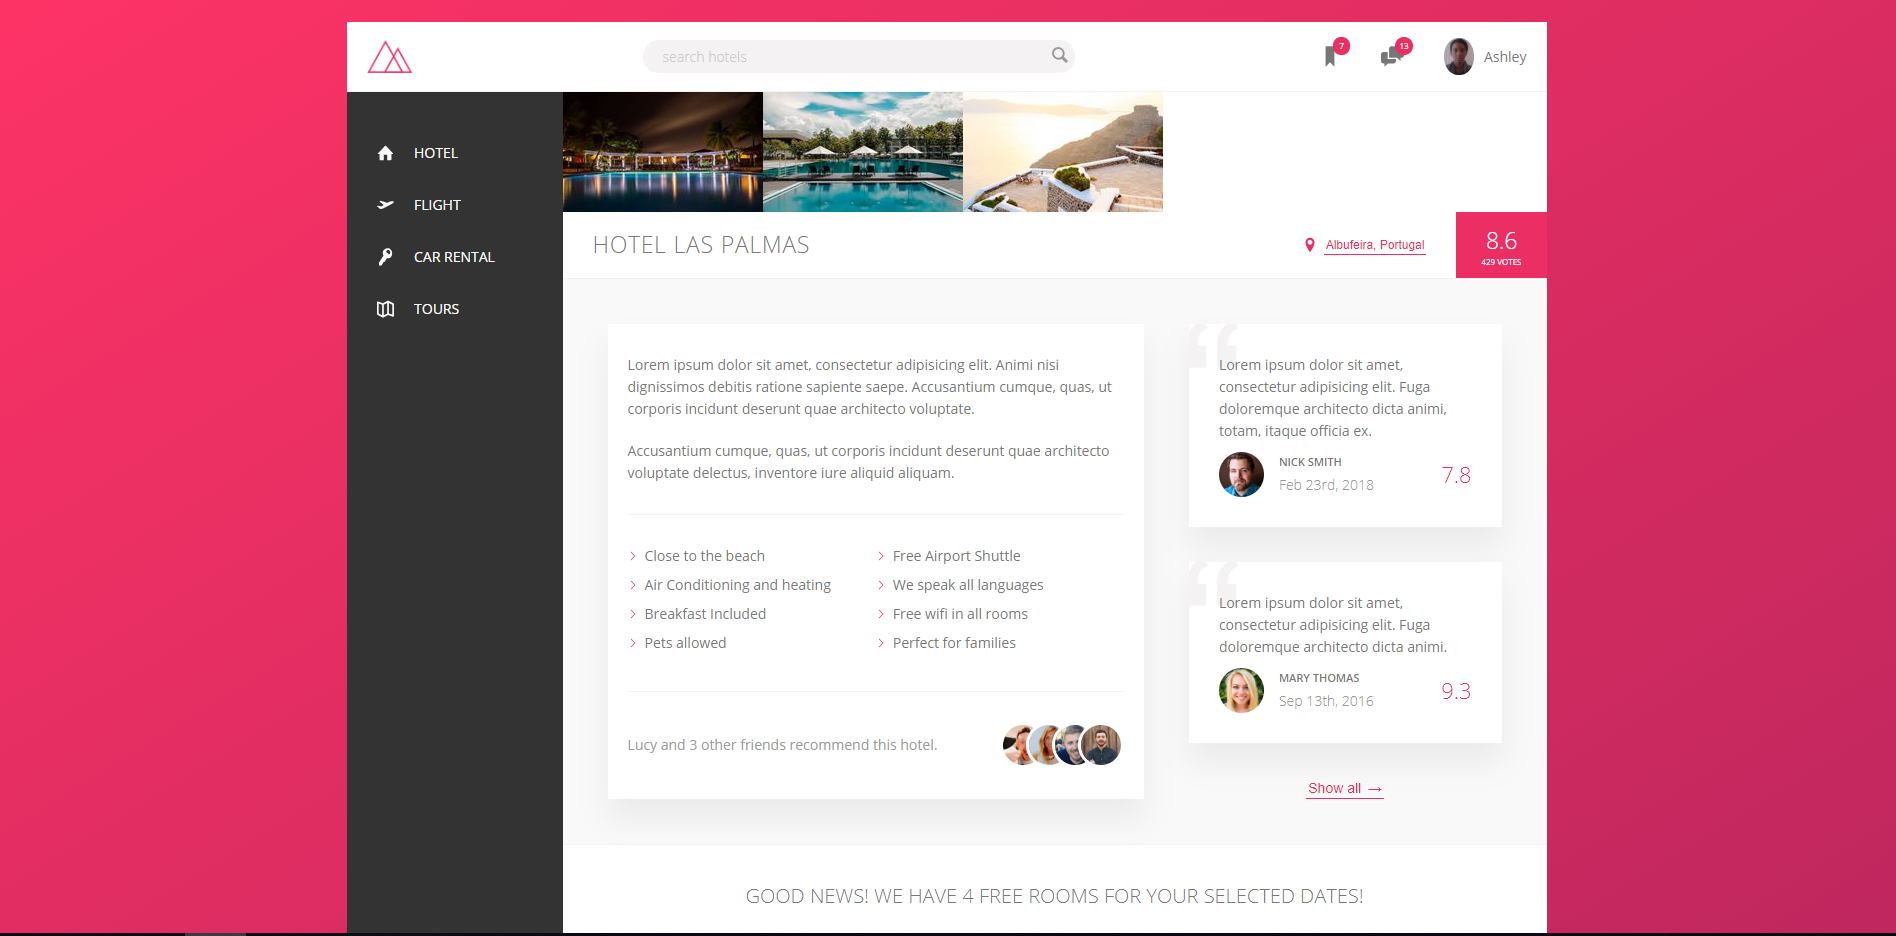 search hotels
7
13
Ashley
HOTEL
FLIGHT
CAR RENTAL
TOURS
HOTEL LAS PALMAS
Albufeira, Portugal
8.6
429 VOTES
Lorem ipsum dolor sit amet, consectetur adipisicing elit. Animi nisi
dignissimos debitis ratione sapiente saepe. Accusantium cumque, quas, ut
corporis incidunt deserunt quae architecto voluptate.
Accusantium cumque, quas, ut corporis incidunt deserunt quae architecto
voluptate delectus, inventore iure aliquid aliquam.
Close to the beach
Air Conditioning and heating
Breakfast Included
Pets allowed
Free Airport Shuttle
We speak all languages
Free wifi in all rooms
Perfect for families
Lucy and 3 other friends recommend this hotel.
“
Lorem ipsum dolor sit amet,
consectetur adipisicing elit. Fuga
doloremque architecto dicta animi,
totam, itaque officia ex.
NICK SMITH
Feb 23rd, 2018
7.8
“
Lorem ipsum dolor sit amet,
consectetur adipisicing elit. Fuga
doloremque architecto dicta animi.
MARY THOMAS
Sep 13th, 2016
9.3
Show all →
GOOD NEWS! WE HAVE 4 FREE ROOMS FOR YOUR SELECTED DATES!